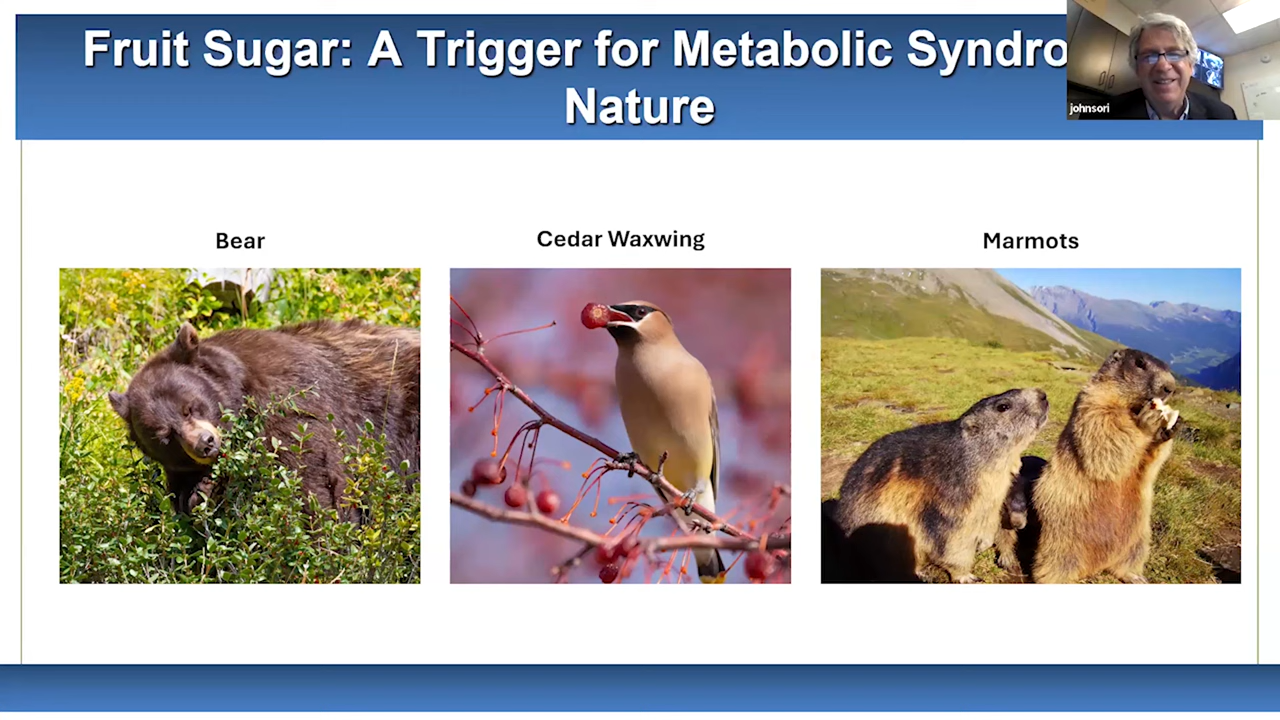 Fruit Sugar: A Trigger for Metabolic Syndro
Nature
johnsori
Bear
Cedar Waxwing
Marmots